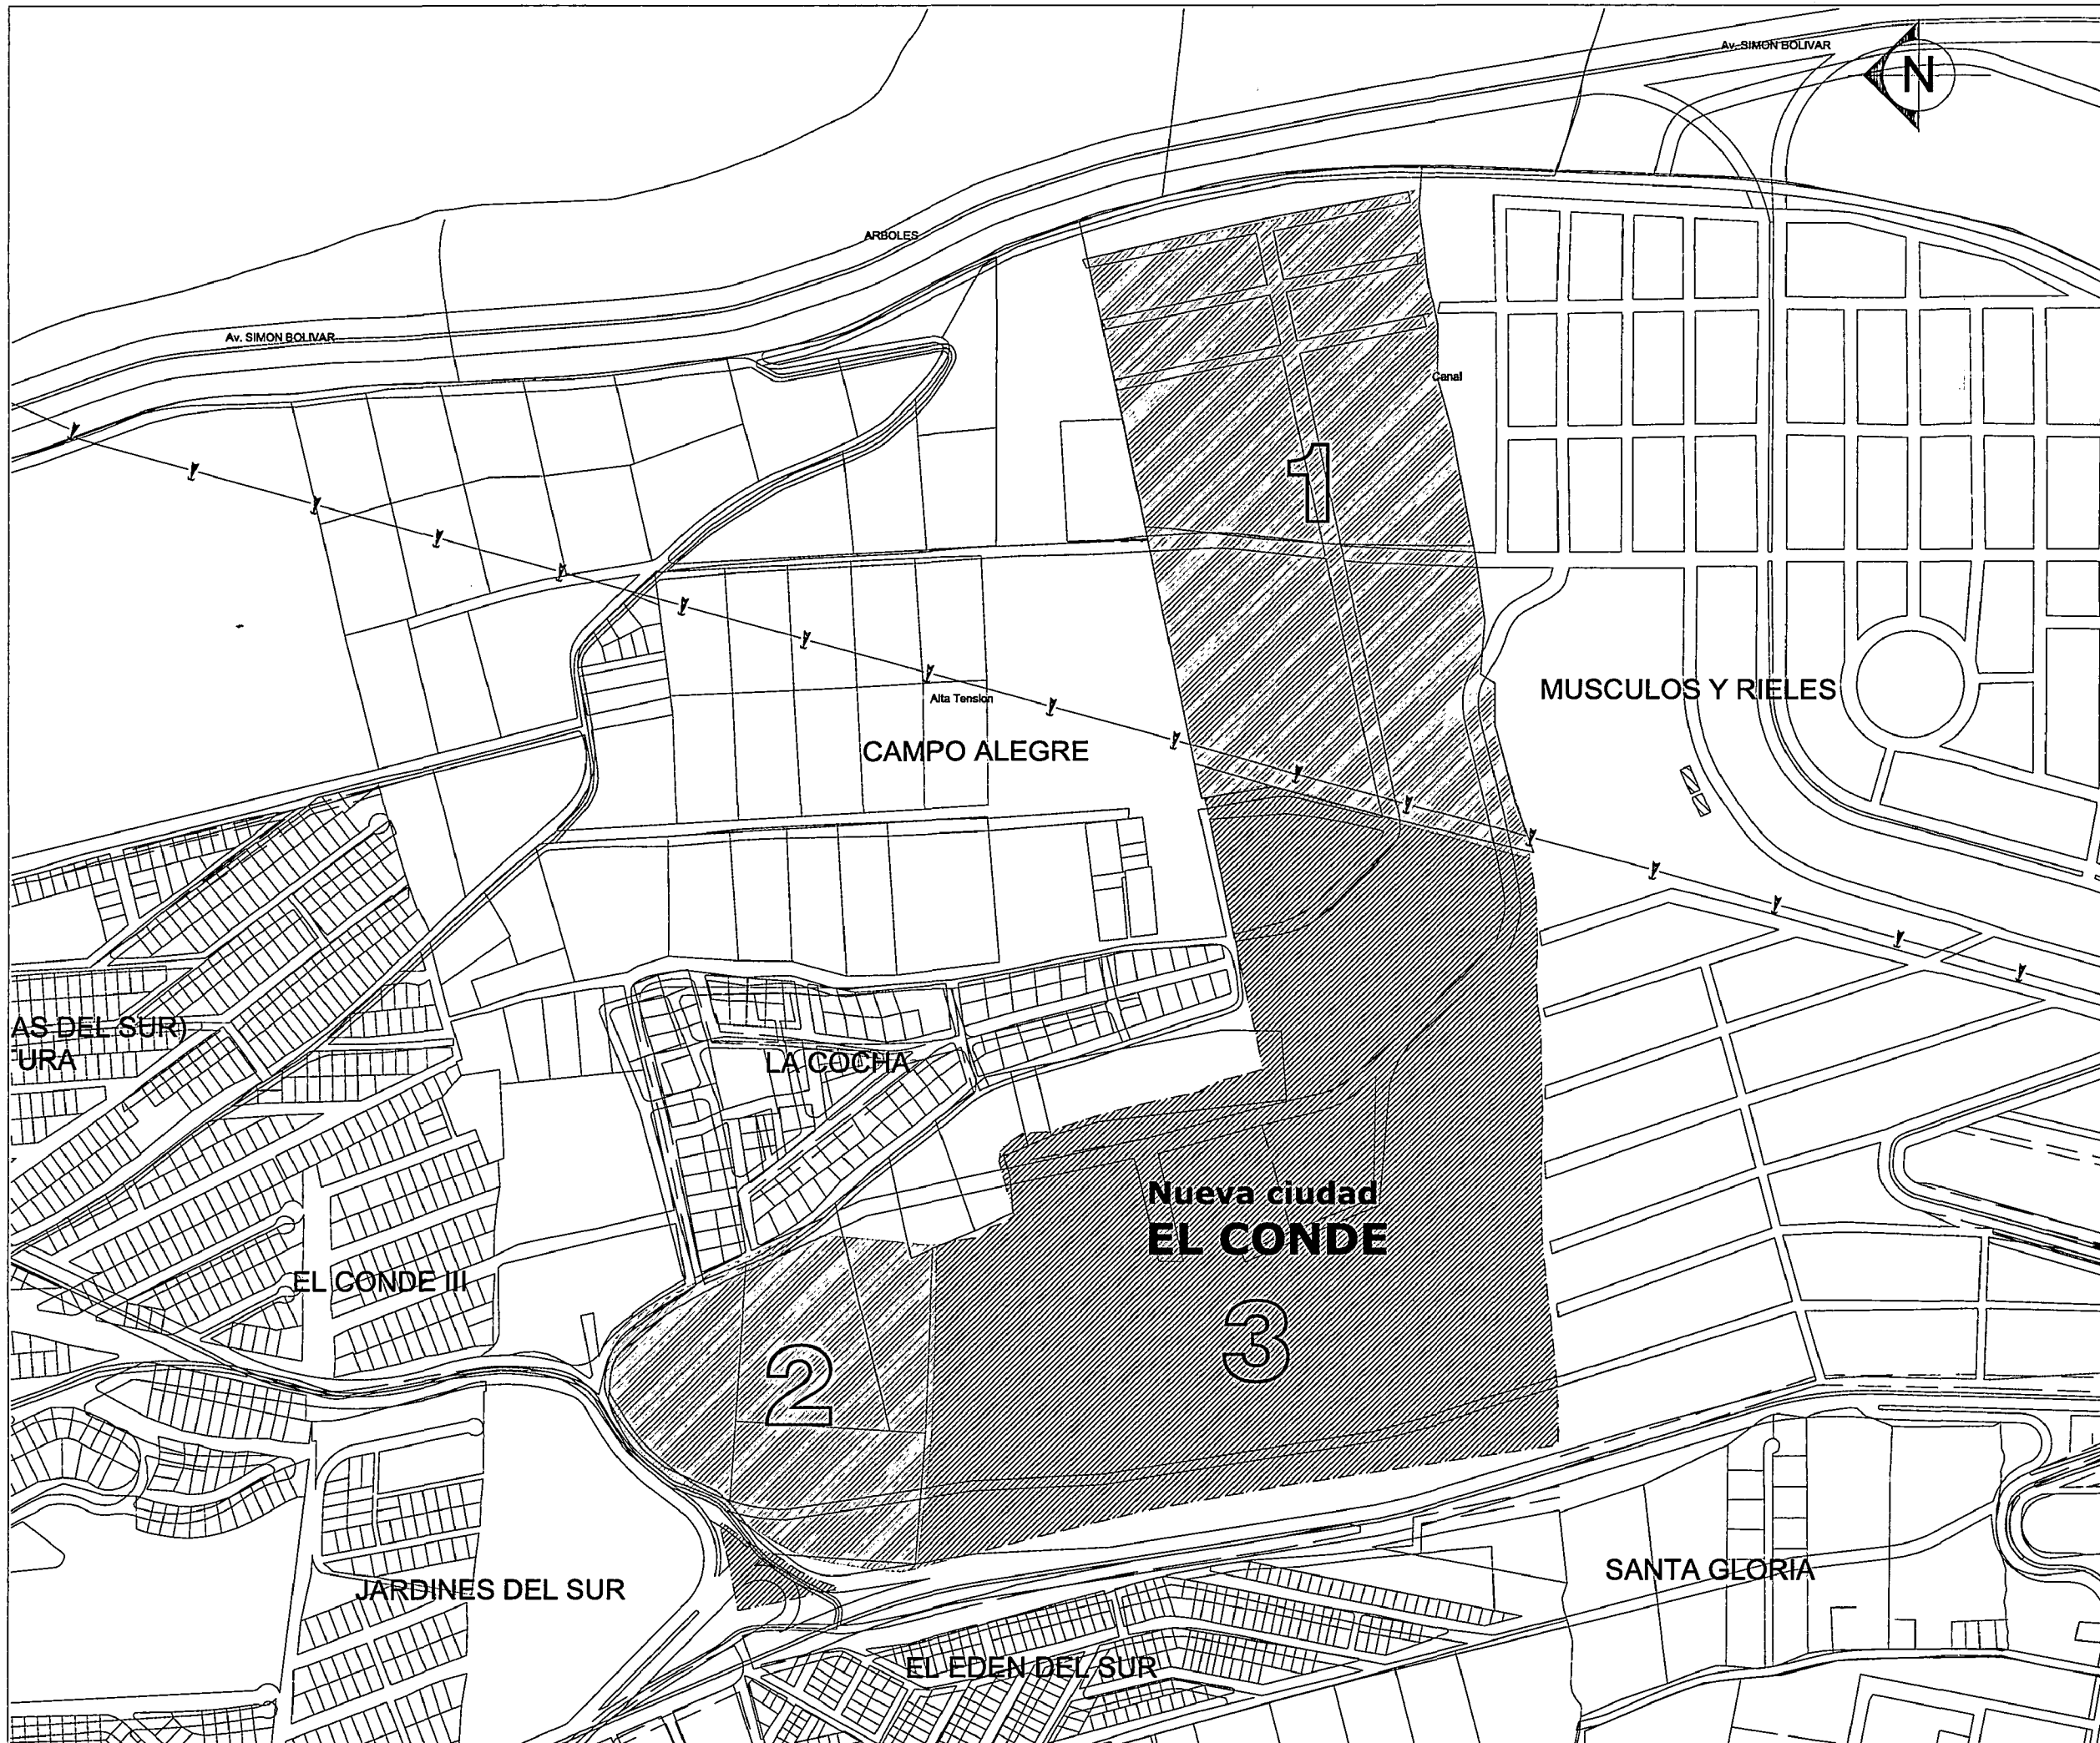 Av. SIMON BOLIVAR
N
ARBOLES
Av. SIMON BOLIVAR
Canal
1
MUSCULOS Y RIELES
Alta Tension
CAMPO ALEGRE
AS DEL SUR)
URA
LA COCHA
Nueva ciudad
EL CONDE
EL CONDE III
3
2
SANTA GLORIA
JARDINES DEL SUR
EL EDEN DEL SUR